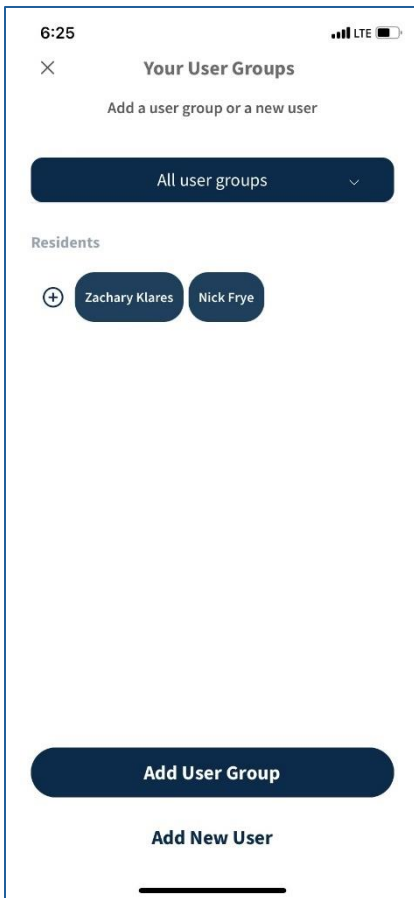 6:25 LTE
Your User Groups
Add a user group or a new user
All user groups
Residents
Zachary Klares Nick Frye
Add User Group
Add New User